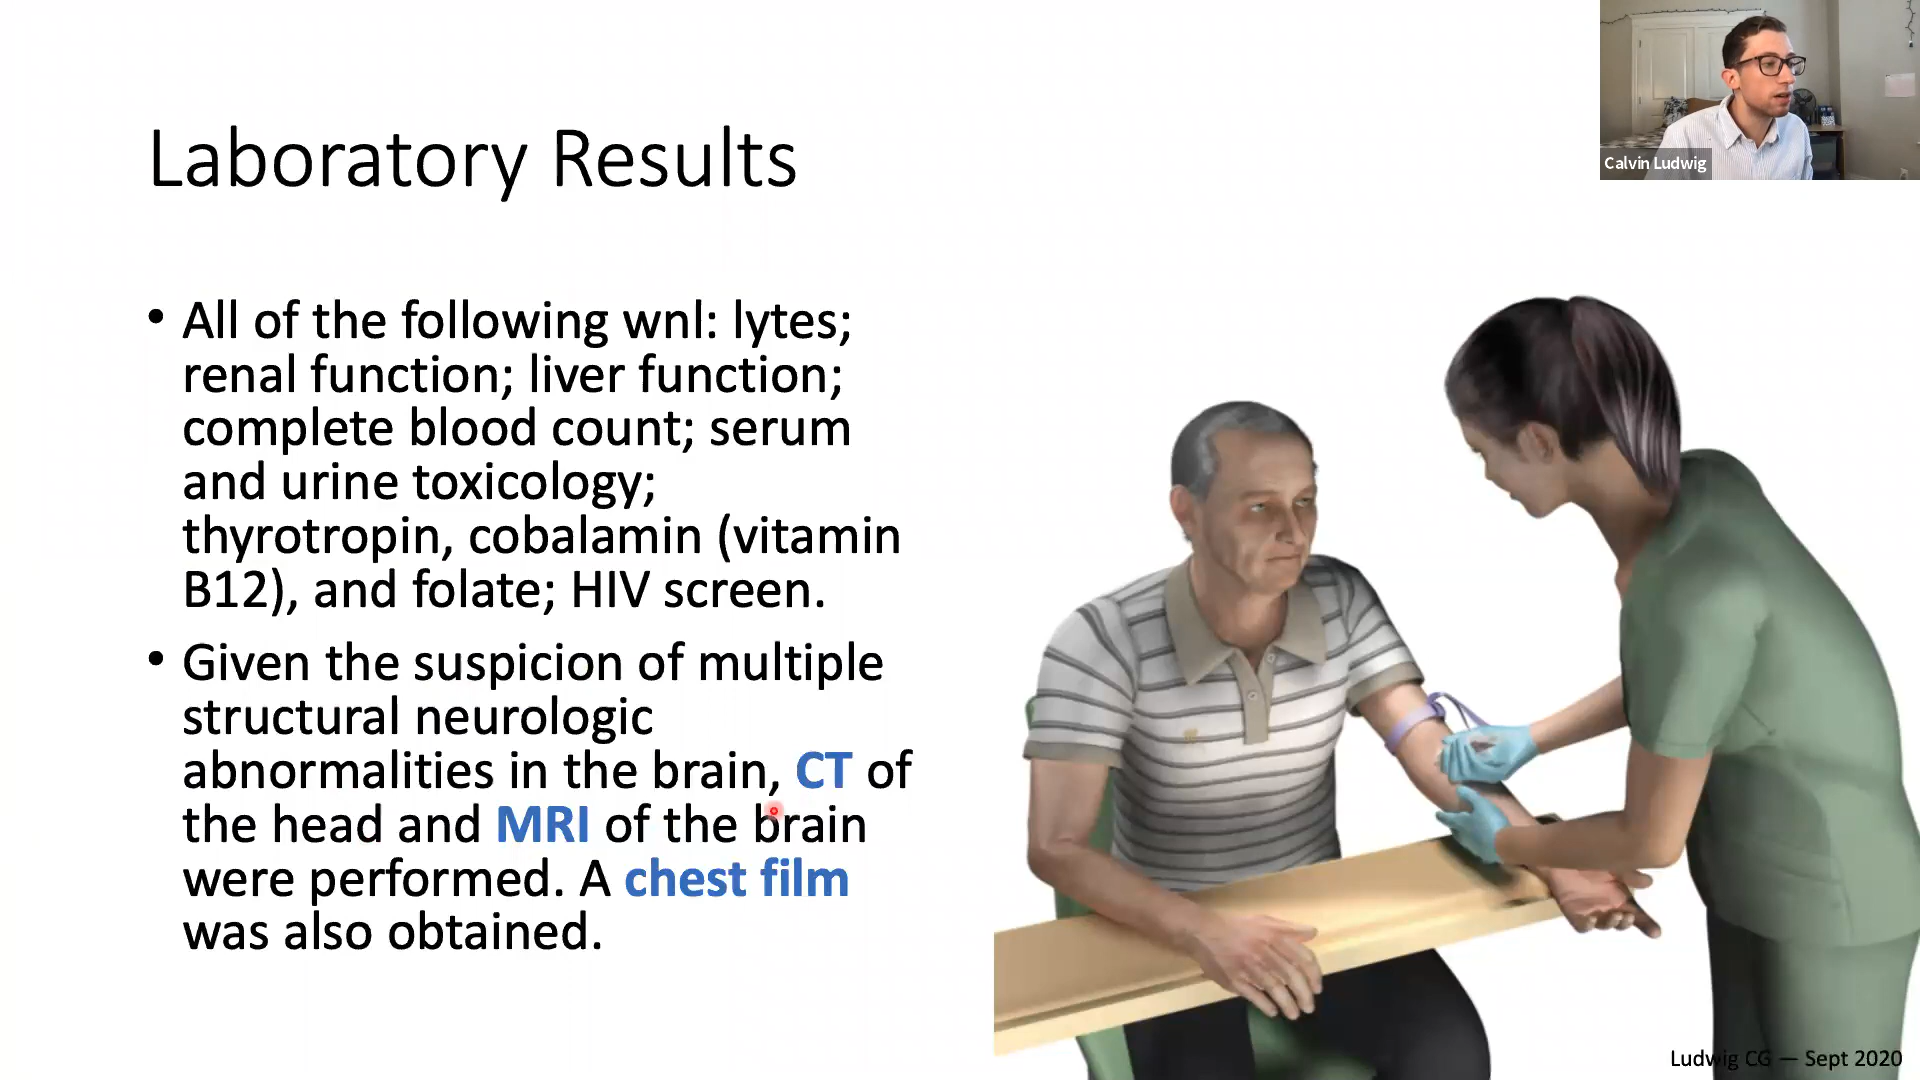 Calvin Ludwig
Laboratory Results
• All of the following wnl: lytes;
renal function; liver function;
complete blood count; serum
and urine toxicology;
thyrotropin, cobalamin (vitamin
B12), and folate; HIV screen.
• Given the suspicion of multiple
structural neurologic
abnormalities in the brain, CT of
the head and MRI of the brain
were performed. A chest film
was also obtained.
Ludwig CG — Sept 2020